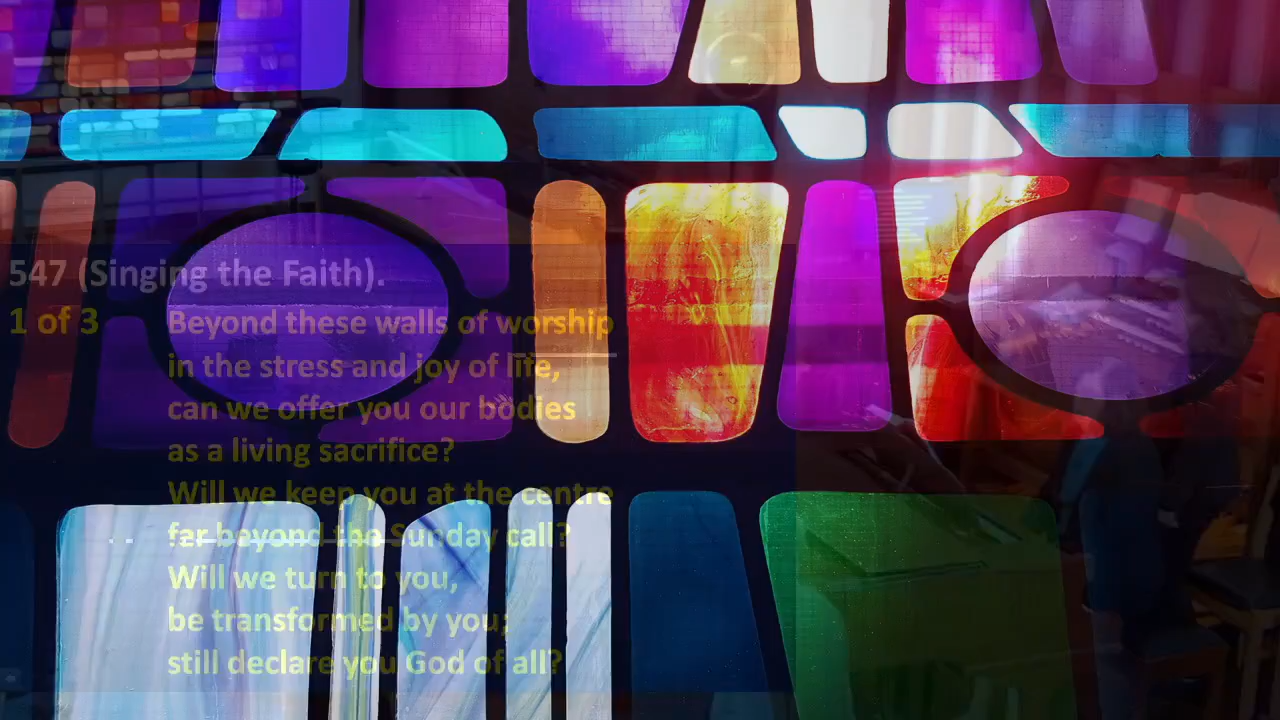 547 (Singing the Faith).
1 of 3
Beyond these walls of worship
in the stress and joy of life,
can we offer you our bodies
as a living sacrifice?
Will we keep you at the centre
far beyond the Sunday call?
Will we turn to you,
be transformed by you;
still declare you God of all?